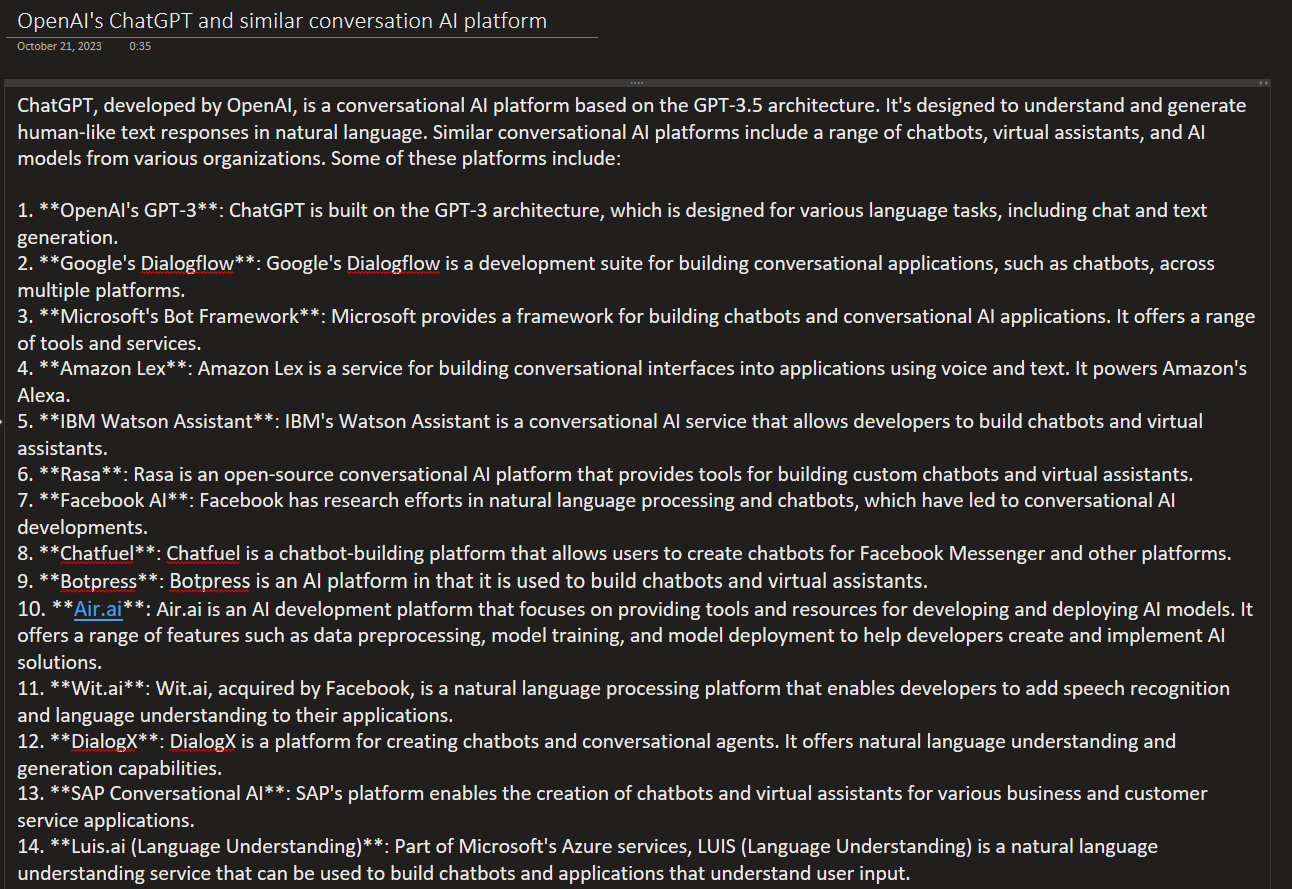 OpenAI's ChatGPT and similar conversation AI platform
October 21, 2023 0:35
ChatGPT, developed by OpenAI, is a conversational AI platform based on the GPT-3.5 architecture. It's designed to understand and generate
human-like text responses in natural language. Similar conversational AI platforms include a range of chatbots, virtual assistants, and AI
models from various organizations. Some of these platforms include:
1. **OpenAI's GPT-3**: ChatGPT is built on the GPT-3 architecture, which is designed for various language tasks, including chat and text
generation.
2. **Google's Dialogflow**: Google's Dialogflow is a development suite for building conversational applications, such as chatbots, across
multiple platforms.
3. **Microsoft's Bot Framework**: Microsoft provides a framework for building chatbots and conversational AI applications. It offers a range
of tools and services.
4. **Amazon Lex**: Amazon Lex is a service for building conversational interfaces into applications using voice and text. It powers Amazon's
Alexa.
5. **IBM Watson Assistant**: IBM's Watson Assistant is a conversational AI service that allows developers to build chatbots and virtual
assistants.
6. **Rasa**: Rasa is an open-source conversational AI platform that provides tools for building custom chatbots and virtual assistants.
7. **Facebook AI**: Facebook has research efforts in natural language processing and chatbots, which have led to conversational AI
developments.
8. **Chatfuel**: Chatfuel is a chatbot-building platform that allows users to create chatbots for Facebook Messenger and other platforms.
9. **Botpress**: Botpress is an AI platform in that it is used to build chatbots and virtual assistants.
10. **Air.ai**: Air.ai is an AI development platform that focuses on providing tools and resources for developing and deploying AI models. It
offers a range of features such as data preprocessing, model training, and model deployment to help developers create and implement AI
solutions.
11. **Wit.ai**: Wit.ai, acquired by Facebook, is a natural language processing platform that enables developers to add speech recognition
and language understanding to their applications.
12. **DialogX**: DialogX is a platform for creating chatbots and conversational agents. It offers natural language understanding and
generation capabilities.
13. **SAP Conversational AI**: SAP's platform enables the creation of chatbots and virtual assistants for various business and customer
service applications.
14. **Luis.ai (Language Understanding)**: Part of Microsoft's Azure services, LUIS (Language Understanding) is a natural language
understanding service that can be used to build chatbots and applications that understand user input.